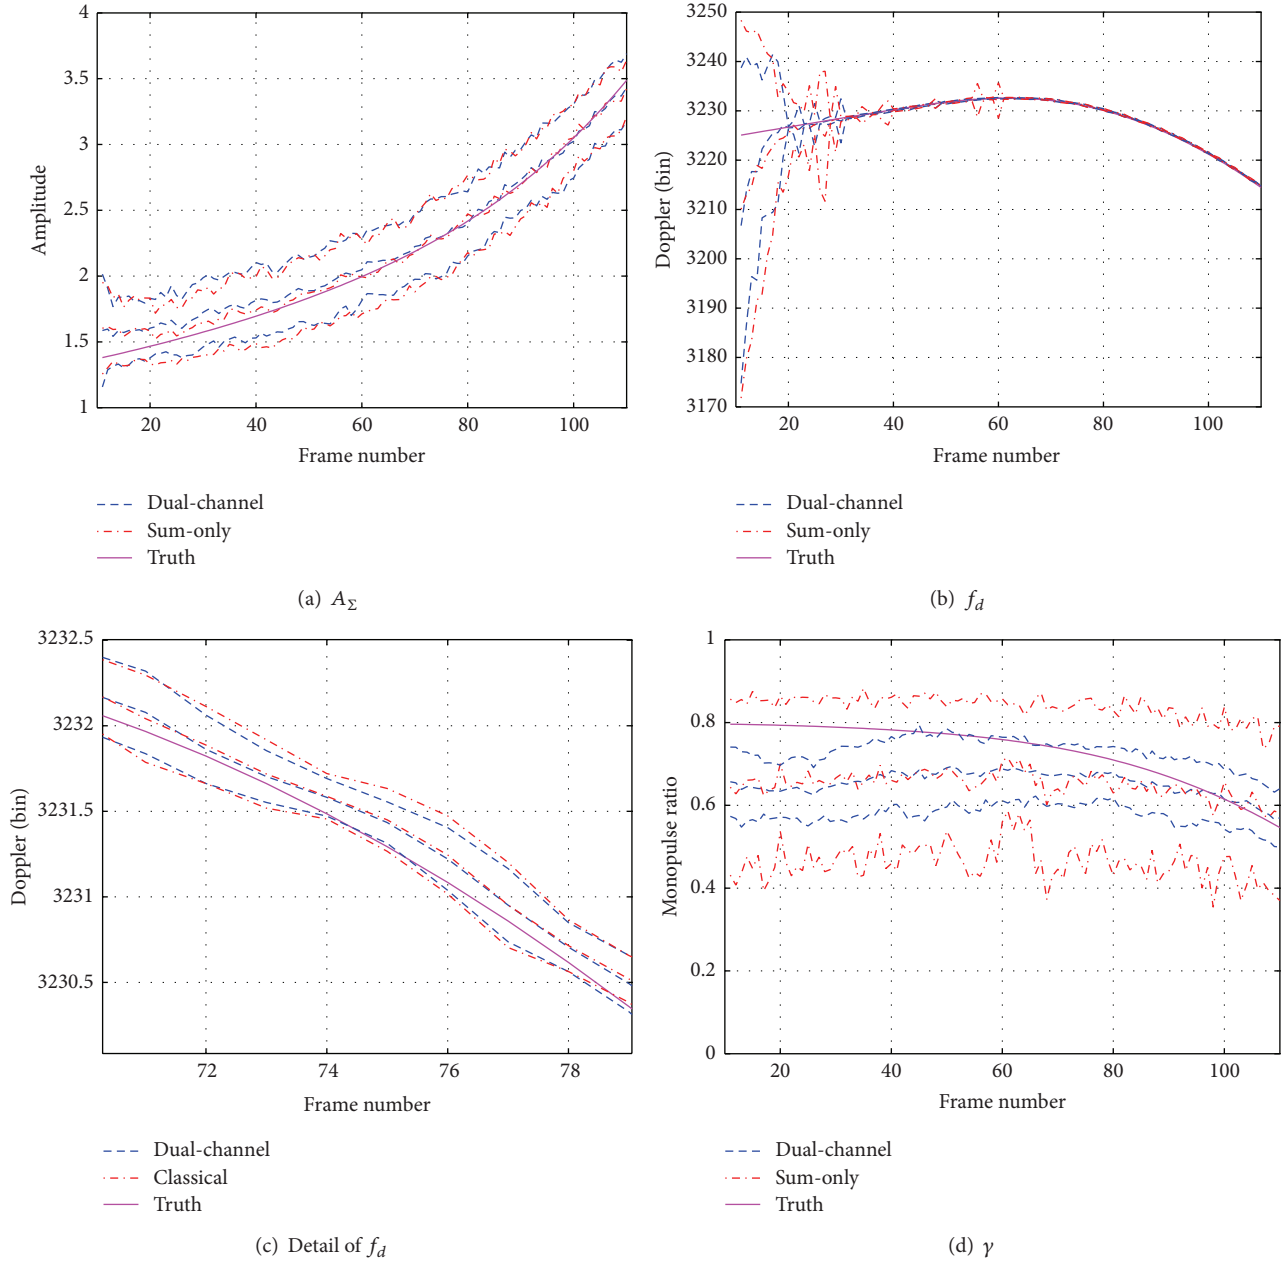 4
3.5
3
2.5
2
1.5
1
Amplitude
20 40 60 80 100
Frame number
Dual-channel
Sum-only
Truth
(a) A_Σ
3250
3240
3230
3220
3210
3200
3190
3180
3170
Doppler (bin)
20 40 60 80 100
Frame number
Dual-channel
Sum-only
Truth
(b) f_d
3232.5
3232
3231.5
3231
3230.5
Doppler (bin)
72 74 76 78
Frame number
Dual-channel
Classical
Truth
(c) Detail of f_d
1
0.8
0.6
0.4
0.2
0
Monopulse ratio
20 40 60 80 100
Frame number
Dual-channel
Sum-only
Truth
(d) γ